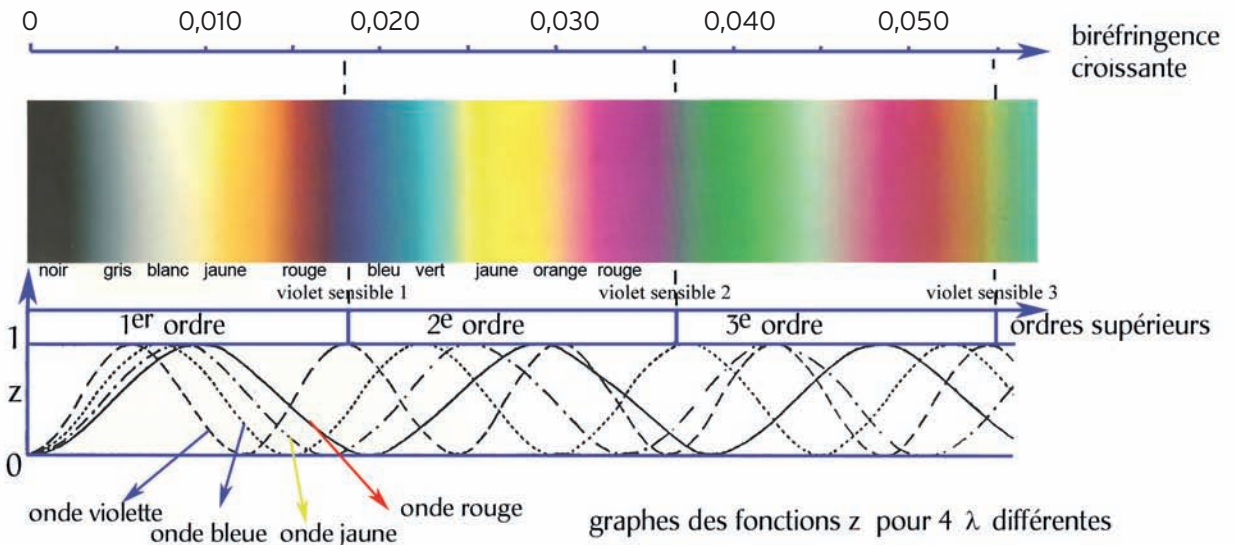 0 0,010 0,020 0,030 0,040 0,050
biréfringence
croissante
noir gris blanc jaune rouge bleu vert jaune orange rouge
violet sensible 1 violet sensible 2 violet sensible 3
1er ordre 2e ordre 3e ordre ordres supérieurs
1
z
0
onde violette
onde bleue
onde jaune
onde rouge
graphes des fonctions z pour 4 λ différentes